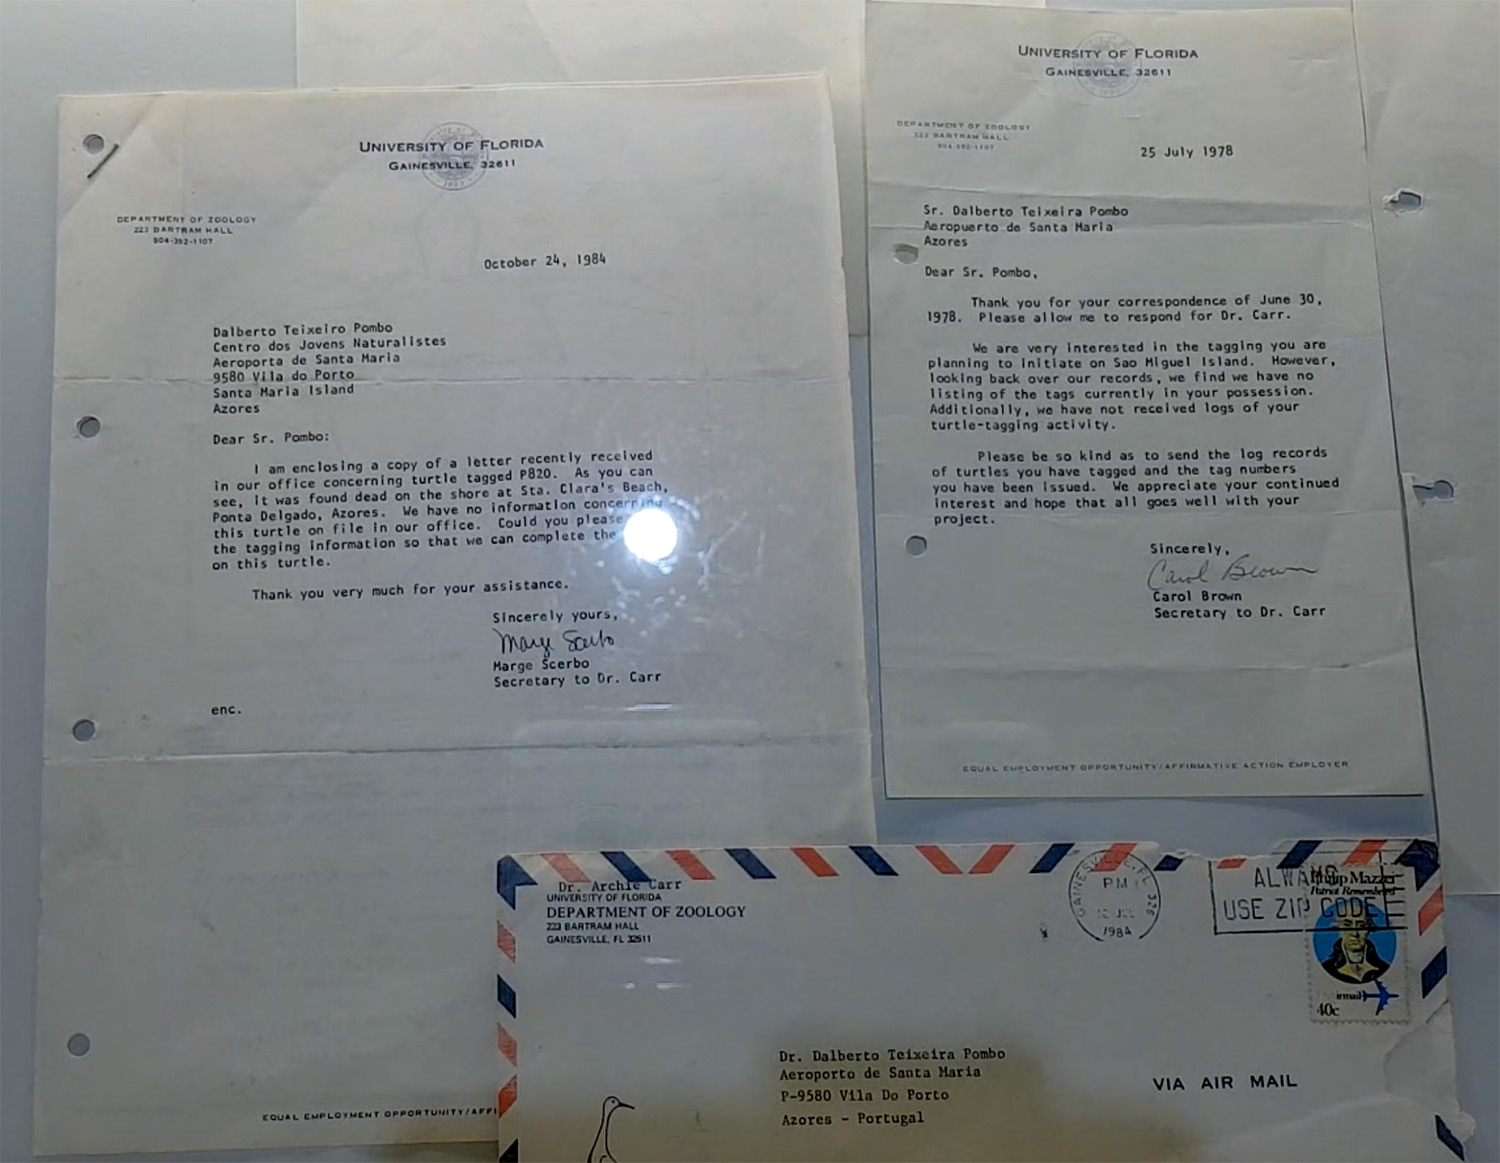 UNIVERSITY OF FLORIDA
GAINESVILLE, 32611
DEPARTMENT OF ZOOLOGY
223 BARTRAM HALL
904-392-1107
October 24, 1984
Dalberto Teixeiro Pombo
Centro dos Jovens Naturalistes
Aeroporta de Santa Maria
9580 Vila do Porto
Santa Maria Island
Azores
Dear Sr. Pombo:
I am enclosing a copy of a letter recently received
in our office concerning turtle tagged P820. As you can
see, it was found dead on the shore at Sta. Clara's Beach,
Ponta Delgado, Azores. We have no information concerning
this turtle on file in our office. Could you please
the tagging information so that we can complete the
on this turtle.
Thank you very much for your assistance.
Sincerely yours,
Marge Scerbo
Marge Scerbo
Secretary to Dr. Carr
enc.
EQUAL EMPLOYMENT OPPORTUNITY/AFFI
UNIVERSITY OF FLORIDA
GAINESVILLE, 32611
DEPARTMENT OF ZOOLOGY
223 BARTRAM HALL
904-392-1107
25 July 1978
Sr. Dalberto Teixeira Pombo
Aeropuerto de Santa Maria
Azores
Dear Sr. Pombo,
Thank you for your correspondence of June 30,
1978. Please allow me to respond for Dr. Carr.
We are very interested in the tagging you are
planning to initiate on Sao Miguel Island. However,
looking back over our records, we find we have no
listing of the tags currently in your possession.
Additionally, we have not received logs of your
turtle-tagging activity.
Please be so kind as to send the log records
of turtles you have tagged and the tag numbers
you have been issued. We appreciate your continued
interest and hope that all goes well with your
project.
Sincerely,
Carol Brown
Carol Brown
Secretary to Dr. Carr
EQUAL EMPLOYMENT OPPORTUNITY/AFFIRMATIVE ACTION EMPLOYER
Dr. Archie Carr
UNIVERSITY OF FLORIDA
DEPARTMENT OF ZOOLOGY
223 BARTRAM HALL
GAINESVILLE, FL 32611
GAINESVILLE, FL 326
PM
1984
ALWAYS
USE ZIP CODE
Philip Mazzei
Patriot Remembered
airmail
40c
Dr. Dalberto Teixeira Pombo
Aeroporto de Santa Maria
P-9580 Vila Do Porto
Azores - Portugal
VIA AIR MAIL